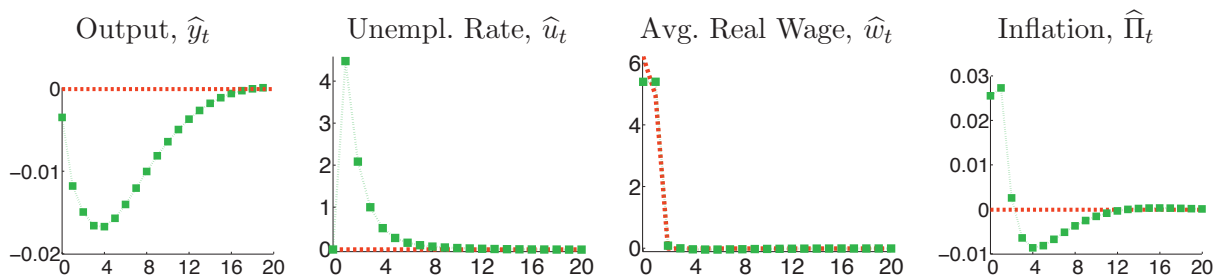 Output, ŷ_t
0
−0.01
−0.02
0 4 8 12 16 20
Unempl. Rate, û_t
4
3
2
1
0
0 4 8 12 16 20
Avg. Real Wage, ŵ_t
6
4
2
0
0 4 8 12 16 20
Inflation, Π̂_t
0.03
0.02
0.01
0
−0.01
0 4 8 12 16 20